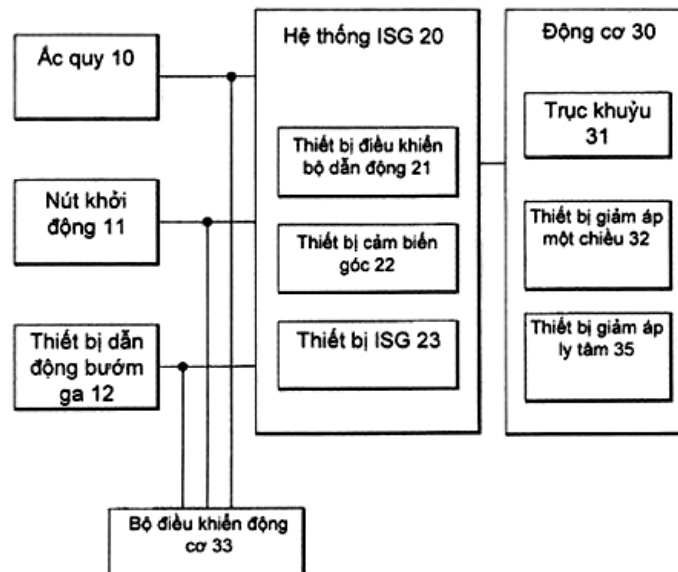 Ác quy 10
Nút khởi
động 11
Thiết bị dẫn
động bướm
ga 12
Hệ thống ISG 20
Thiết bị điều khiển
bộ dẫn động 21
Thiết bị cảm biến
góc 22
Thiết bị ISG 23
Động cơ 30
Trục khuỷu
31
Thiết bị giảm áp
một chiều 32
Thiết bị giảm áp
ly tâm 35
Bộ điều khiển động
cơ 33